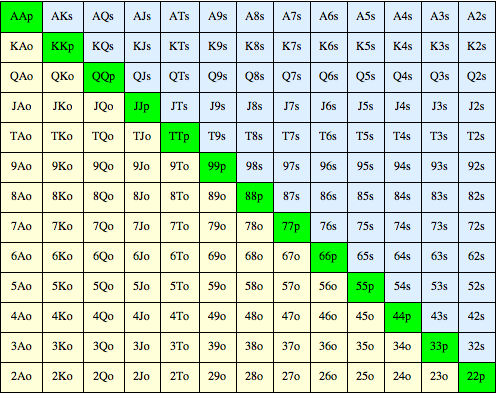 AAp AKs AQs AJs ATs A9s A8s A7s A6s A5s A4s A3s A2s
KAo KKp KQs KJs KTs K9s K8s K7s K6s K5s K4s K3s K2s
QAo QKo QQp QJs QTs Q9s Q8s Q7s Q6s Q5s Q4s Q3s Q2s
JAo JKo JQo JJp JTs J9s J8s J7s J6s J5s J4s J3s J2s
TAo TKo TQo TJo TTp T9s T8s T7s T6s T5s T4s T3s T2s
9Ao 9Ko 9Qo 9Jo 9To 99p 98s 97s 96s 95s 94s 93s 92s
8Ao 8Ko 8Qo 8Jo 8To 89o 88p 87s 86s 85s 84s 83s 82s
7Ao 7Ko 7Qo 7Jo 7To 79o 78o 77p 76s 75s 74s 73s 72s
6Ao 6Ko 6Qo 6Jo 6To 69o 68o 67o 66p 65s 64s 63s 62s
5Ao 5Ko 5Qo 5Jo 5To 59o 58o 57o 56o 55p 54s 53s 52s
4Ao 4Ko 4Qo 4Jo 4To 49o 48o 47o 46o 45o 44p 43s 42s
3Ao 3Ko 3Qo 3Jo 3To 39o 38o 37o 36o 35o 34o 33p 32s
2Ao 2Ko 2Qo 2Jo 2To 29o 28o 27o 26o 25o 24o 23o 22p